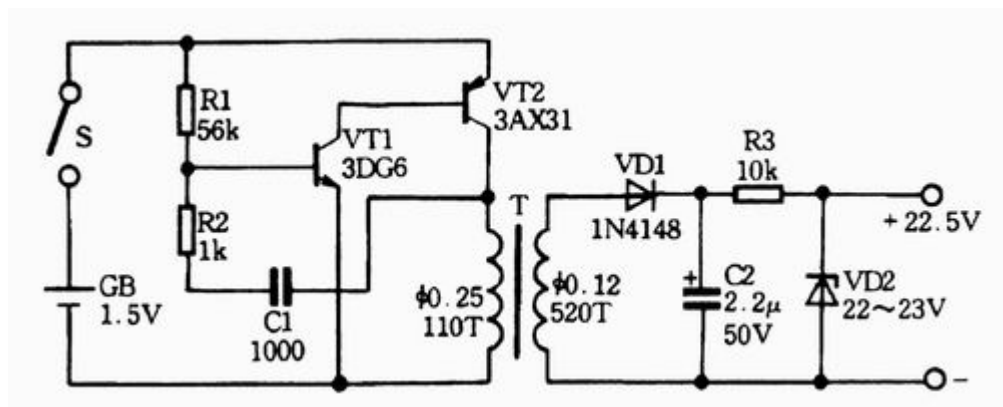 S
GB
1.5V
R1
56k
R2
1k
C1
1000
VT1
3DG6
VT2
3AX31
T
ϕ0.25
110T
ϕ0.12
520T
VD1
1N4148
R3
10k
+
C2
2.2μ
50V
VD2
22～23V
+22.5V
-